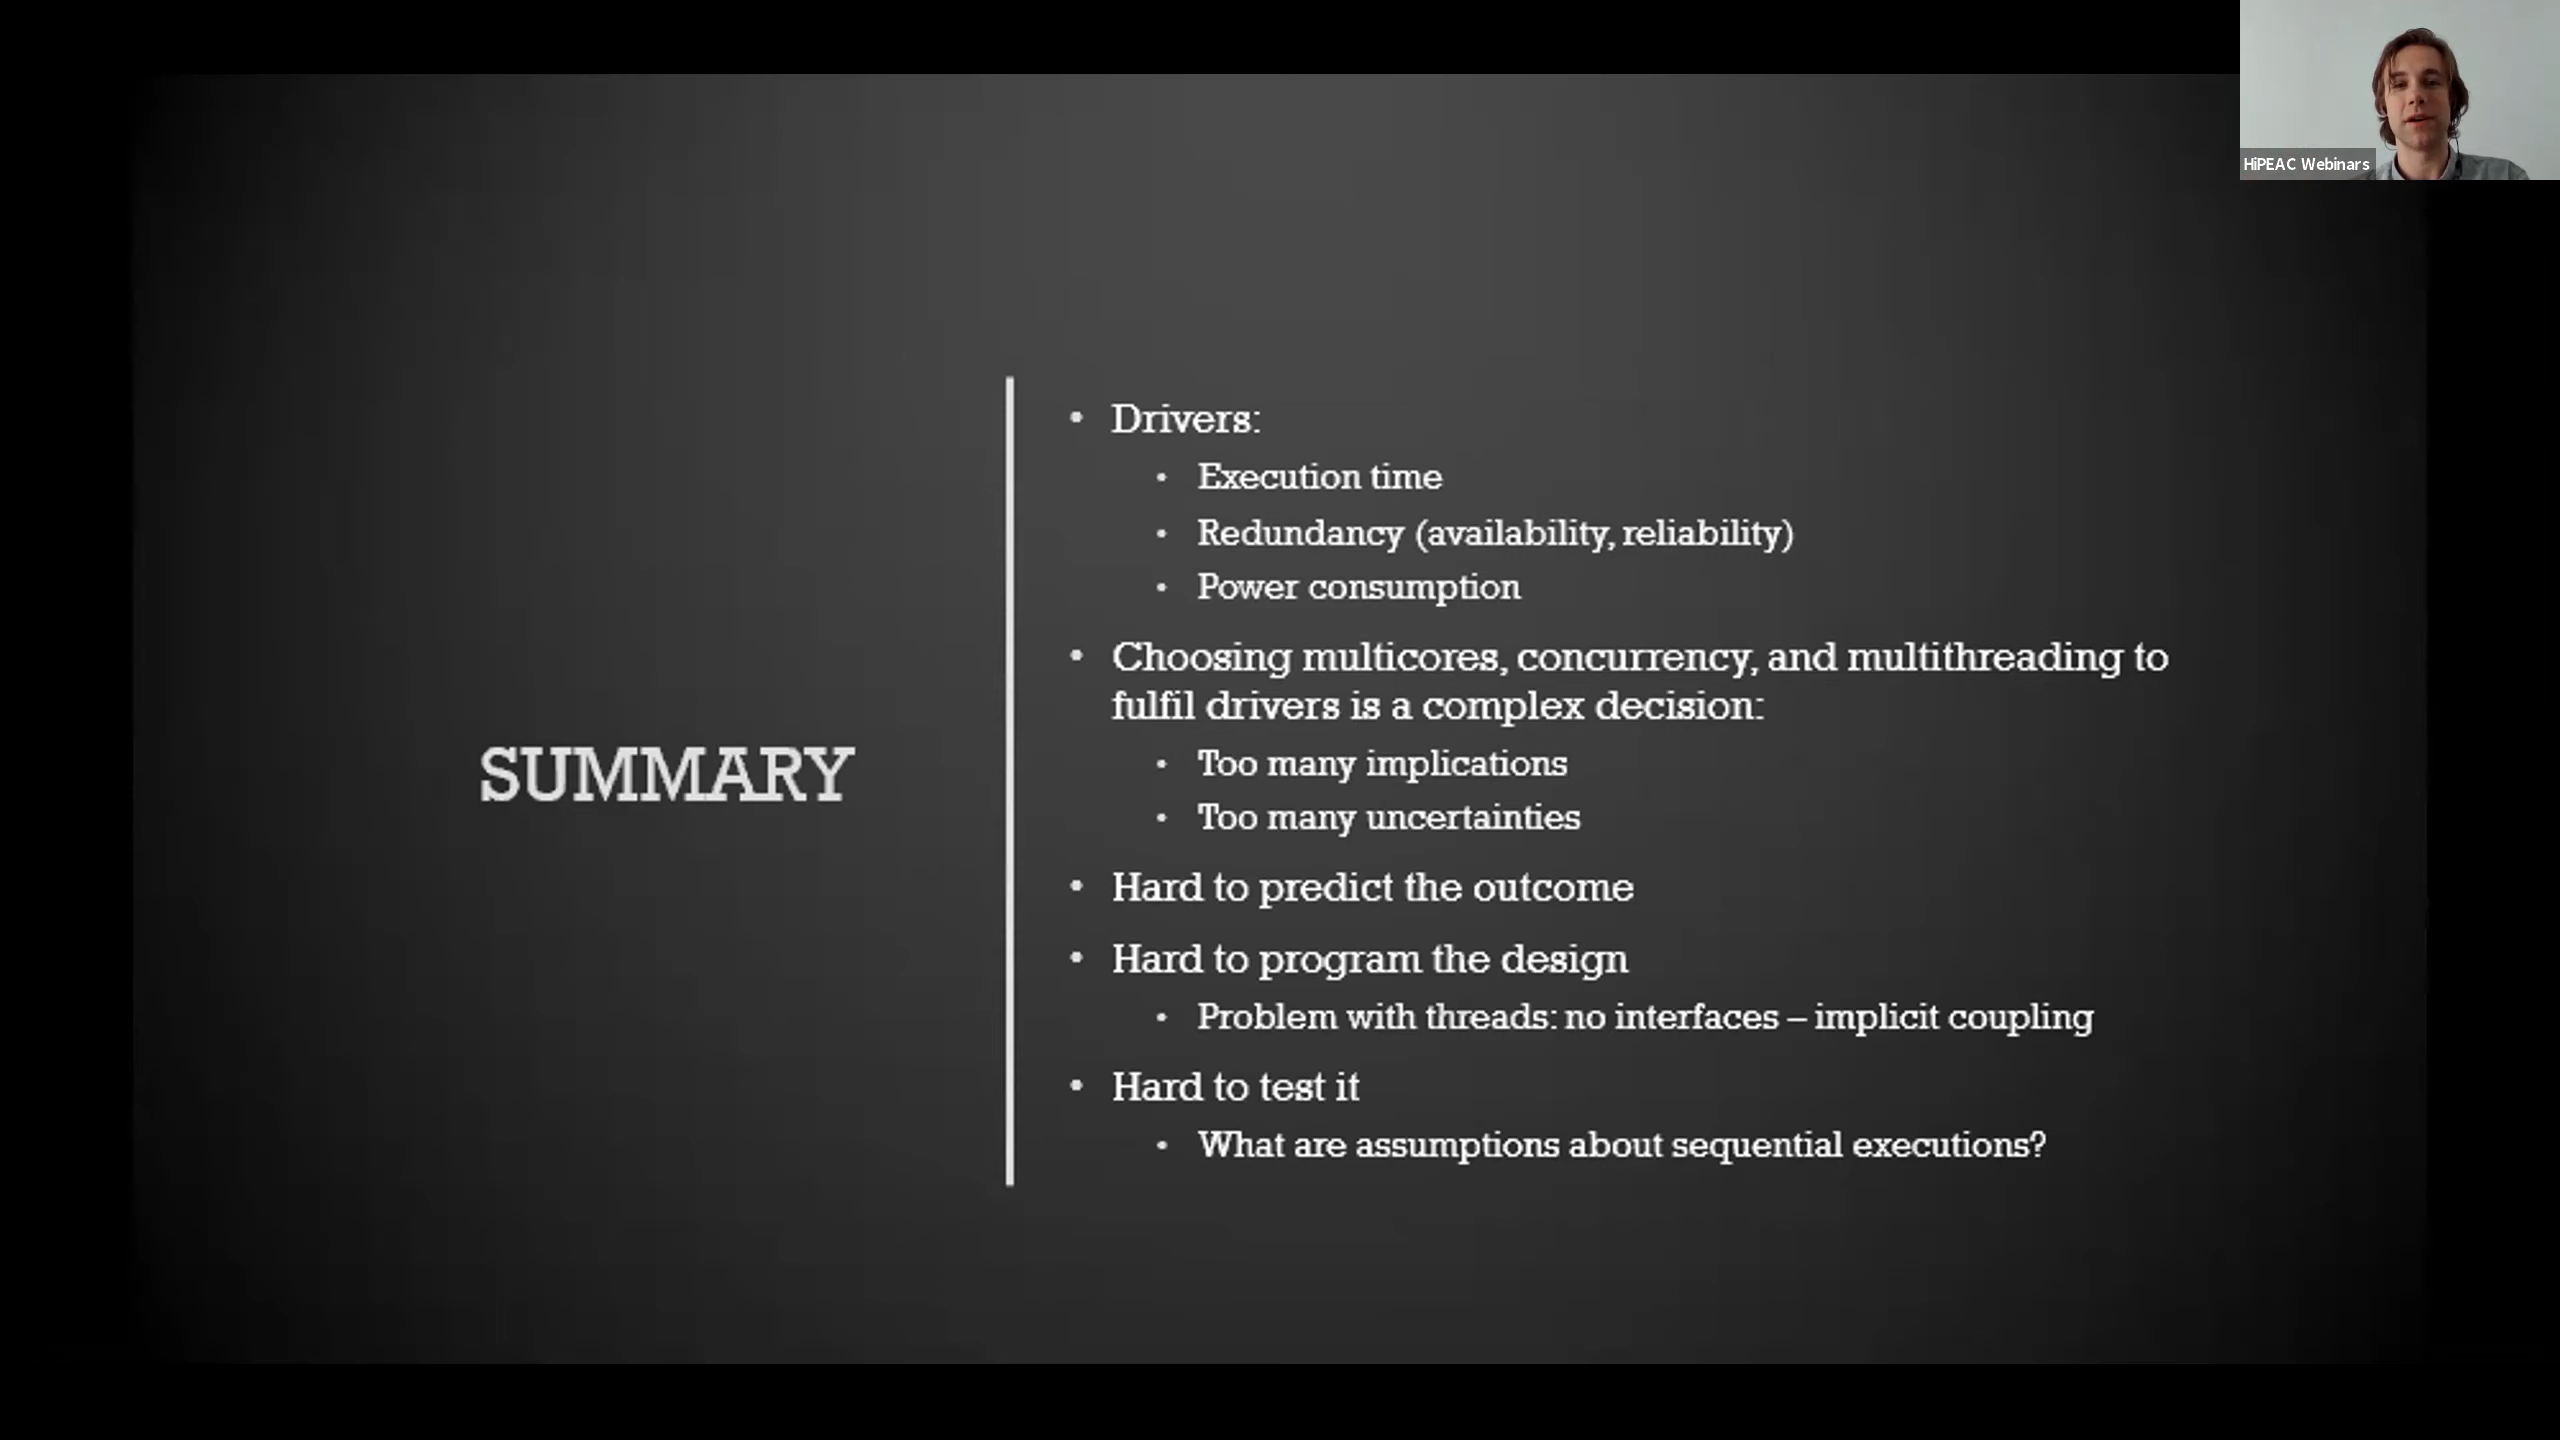 HiPEAC Webinars
SUMMARY
• Drivers:
• Execution time
• Redundancy (availability, reliability)
• Power consumption
• Choosing multicores, concurrency, and multithreading to
fulfil drivers is a complex decision:
• Too many implications
• Too many uncertainties
• Hard to predict the outcome
• Hard to program the design
• Problem with threads: no interfaces – implicit coupling
• Hard to test it
• What are assumptions about sequential executions?